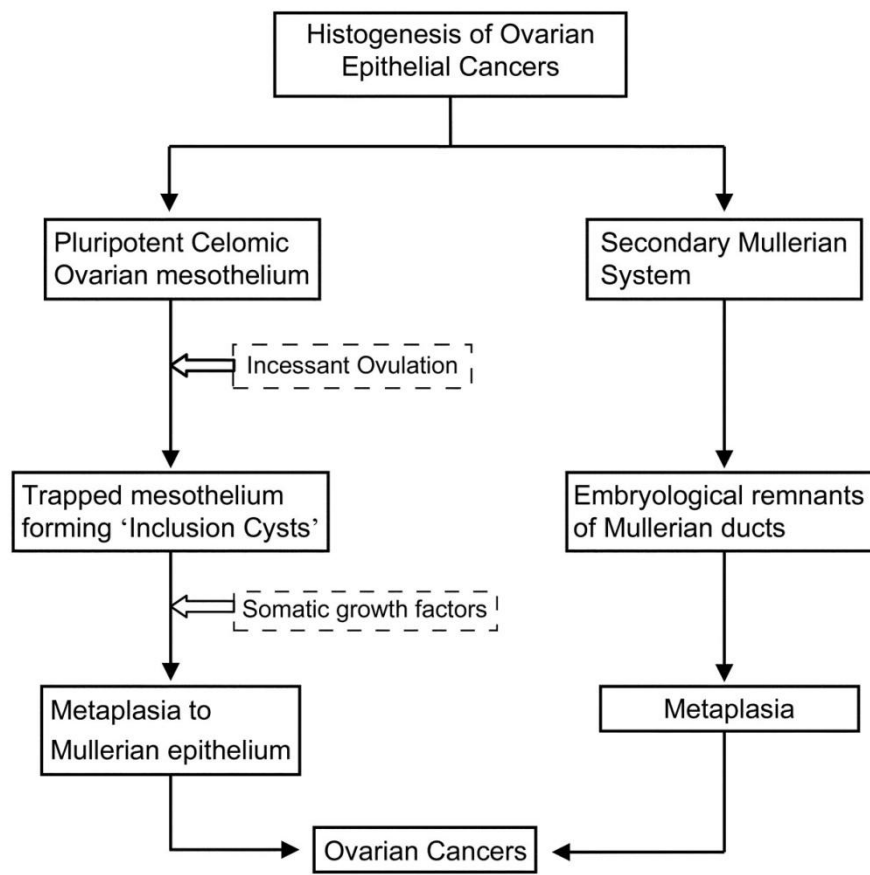 Histogenesis of Ovarian
Epithelial Cancers
Pluripotent Celomic
Ovarian mesothelium
Secondary Mullerian
System
Incessant Ovulation
Trapped mesothelium
forming ‘Inclusion Cysts’
Embryological remnants
of Mullerian ducts
Somatic growth factors
Metaplasia to
Mullerian epithelium
Metaplasia
Ovarian Cancers